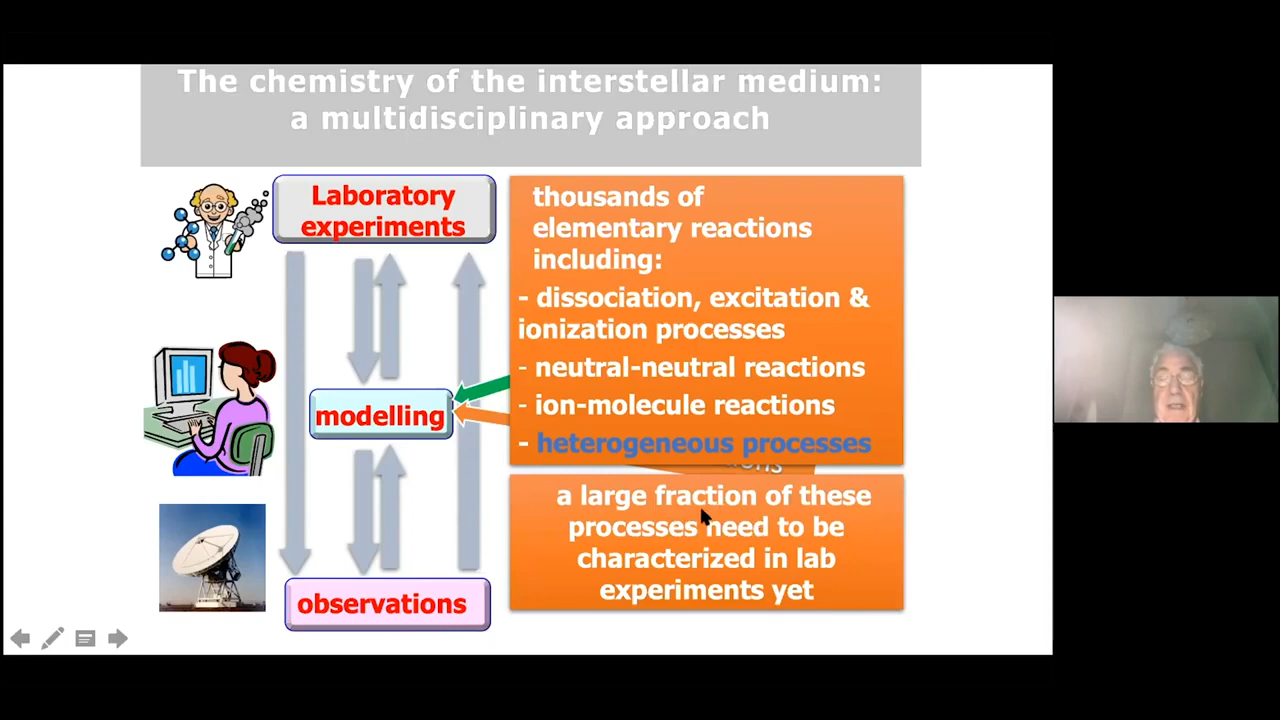 The chemistry of the interstellar medium:
a multidisciplinary approach
Laboratory
experiments
thousands of
elementary reactions
including:
- dissociation, excitation &
ionization processes
- neutral-neutral reactions
- ion-molecule reactions
- heterogeneous processes
modelling
a large fraction of these
processes need to be
characterized in lab
experiments yet
observations